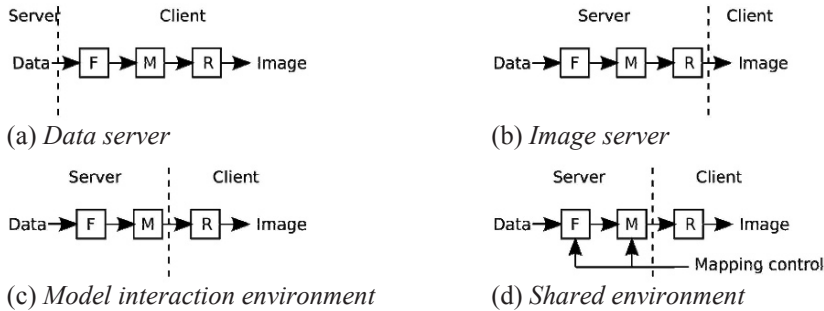 Server Client
Data F M R Image
(a) Data server
Server Client
Data F M R Image
(b) Image server
Server Client
Data F M R Image
(c) Model interaction environment
Server Client
Data F M R Image
Mapping control
(d) Shared environment